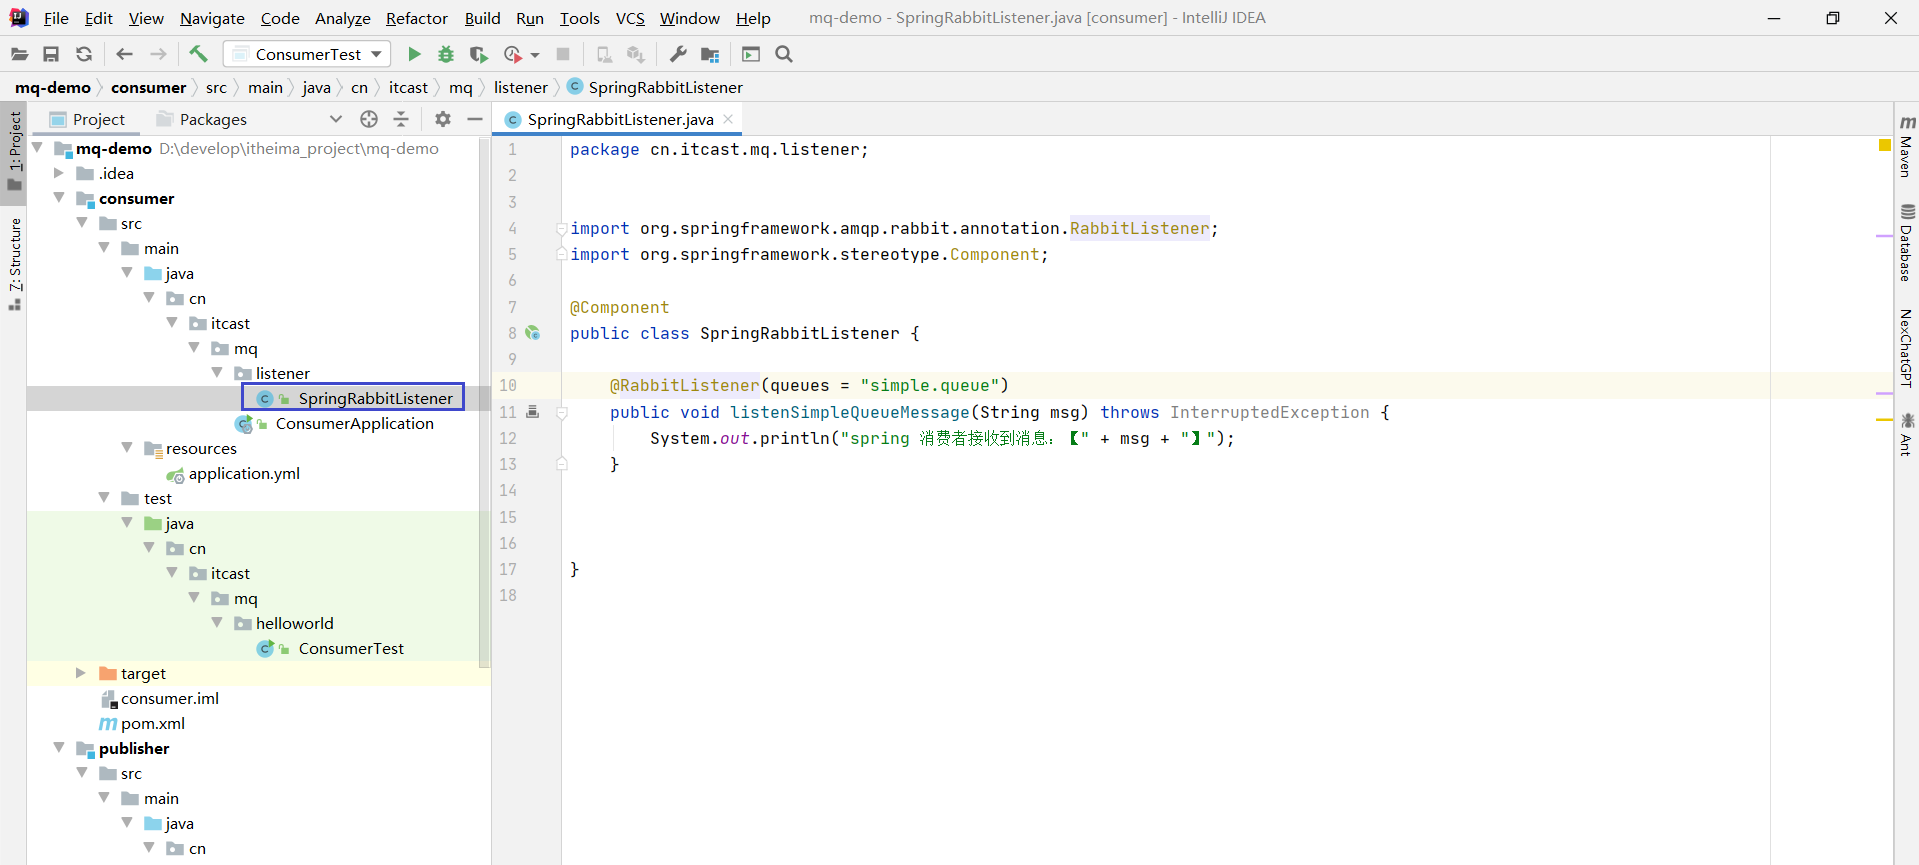 File Edit View Navigate Code Analyze Refactor Build Run Tools VCS Window Help mq-demo - SpringRabbitListener.java [consumer] - IntelliJ IDEA
ConsumerTest
mq-demo consumer src main java cn itcast mq listener SpringRabbitListener
Project Packages
SpringRabbitListener.java
1: Project
7: Structure
mq-demo D:\develop\itheima_project\mq-demo
.idea
consumer
src
main
java
cn
itcast
mq
listener
SpringRabbitListener
ConsumerApplication
resources
application.yml
test
java
cn
itcast
mq
helloworld
ConsumerTest
target
consumer.iml
pom.xml
publisher
src
main
java
cn
1 package cn.itcast.mq.listener;
2
3
4 import org.springframework.amqp.rabbit.annotation.RabbitListener;
5 import org.springframework.stereotype.Component;
6
7 @Component
8 public class SpringRabbitListener {
9
10 @RabbitListener(queues = "simple.queue")
11 public void listenSimpleQueueMessage(String msg) throws InterruptedException {
12 System.out.println("spring 消费者接收到消息：【" + msg + "】");
13 }
14
15
16
17 }
18
Maven
Database
NexChatGPT
Ant